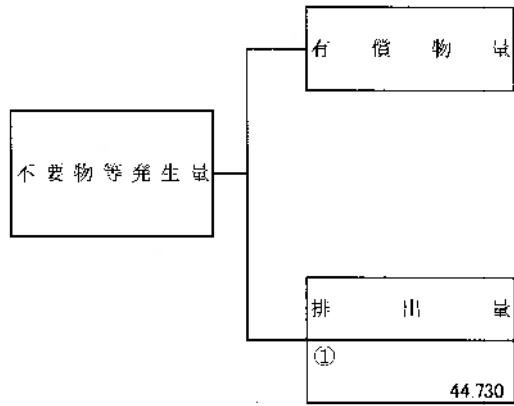 有償物量
不要物等発生量
排出量
①
44.730